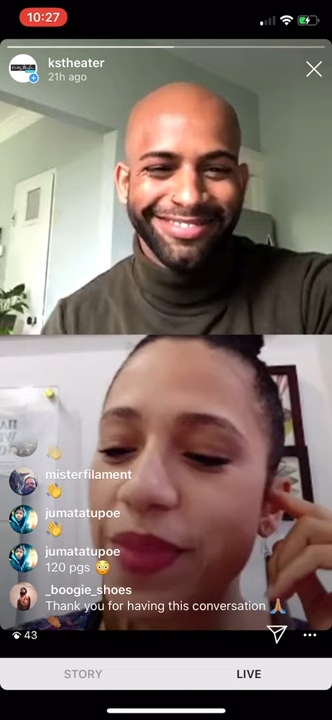 10:27
kstheater
21h ago
👏
misterfilament
👏
jumatatupoe
👏
jumatatupoe
120 pgs 😳
_boogie_shoes
Thank you for having this conversation 🙏🏽
43
STORY
LIVE